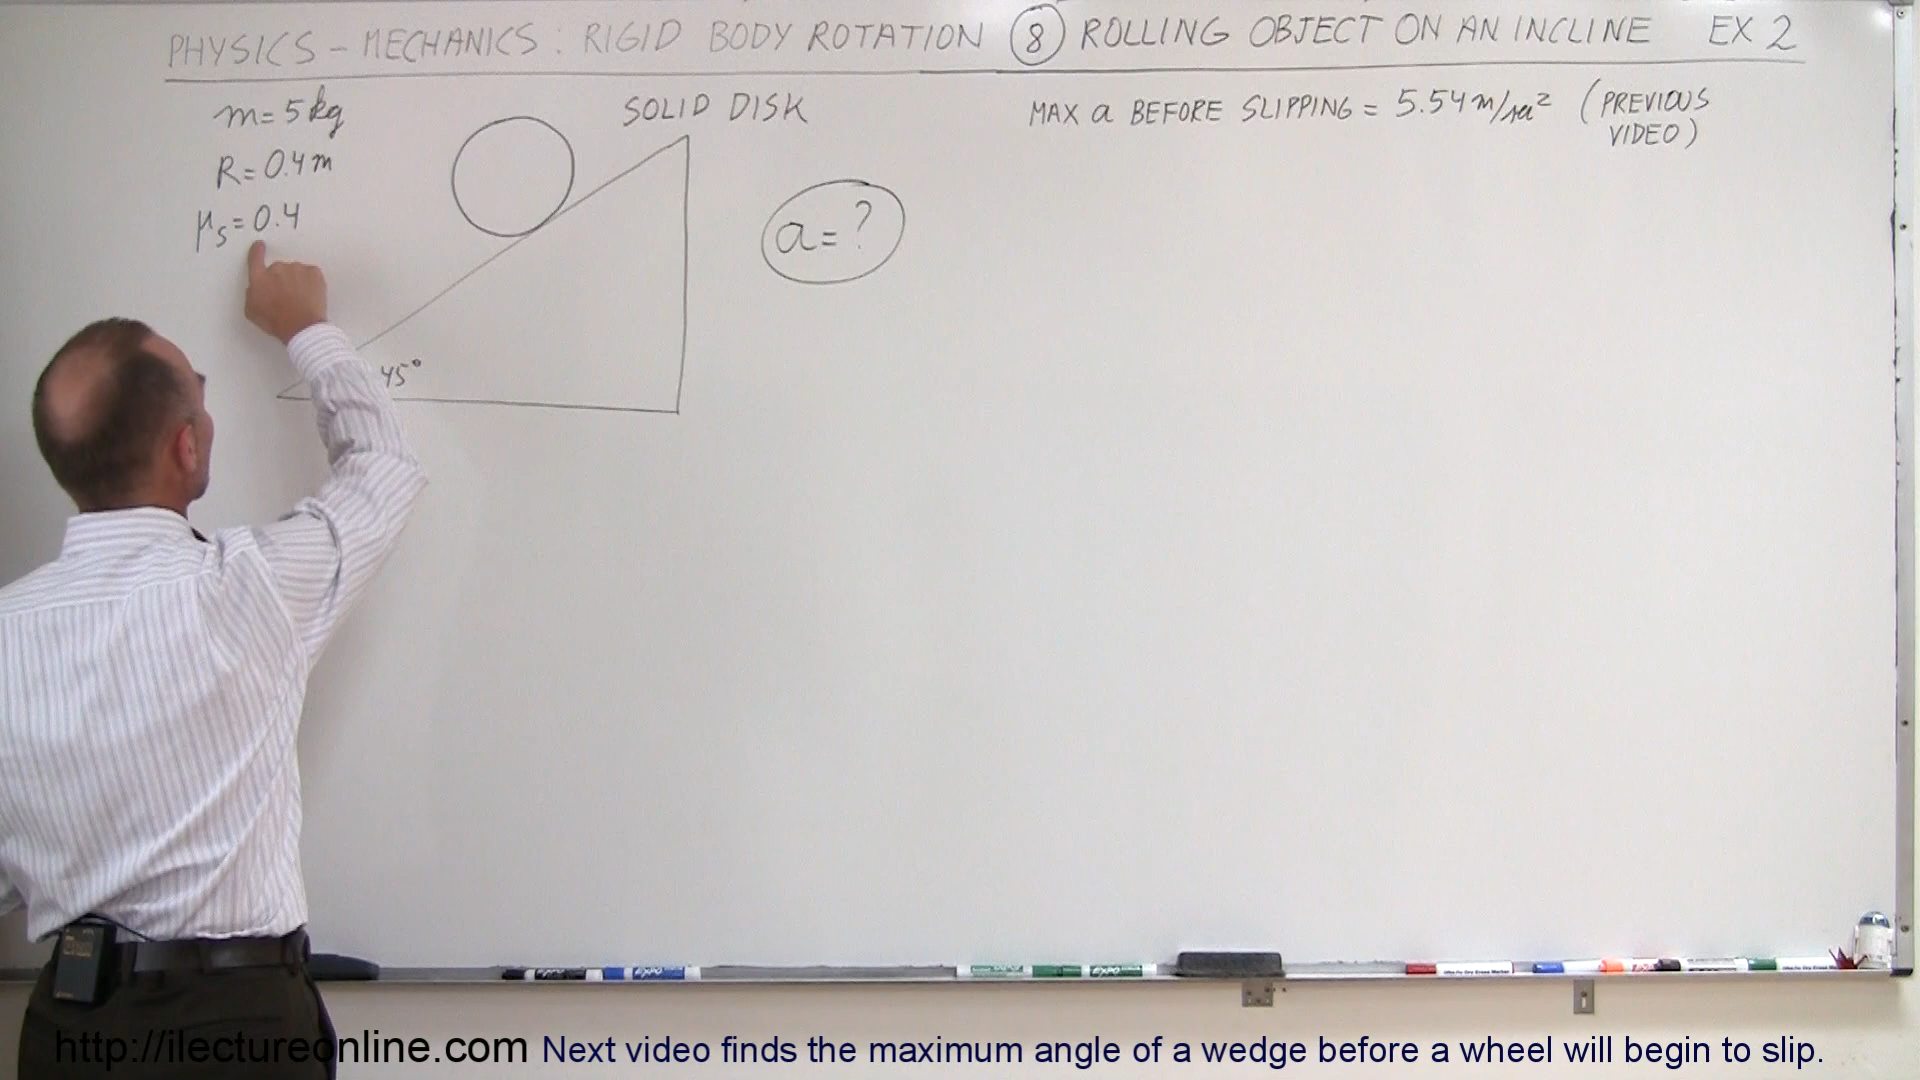 PHYSICS - MECHANICS: RIGID BODY ROTATION ⑧ ROLLING OBJECT ON AN INCLINE EX 2
m = 5 kg
R = 0.4 m
μs = 0.4
SOLID DISK
a = ?
45°
MAX a BEFORE SLIPPING = 5.54 m/sec² (PREVIOUS
VIDEO)
EXPO
EXPO
EXPO
http://ilectureonline.com Next video finds the maximum angle of a wedge before a wheel will begin to slip.